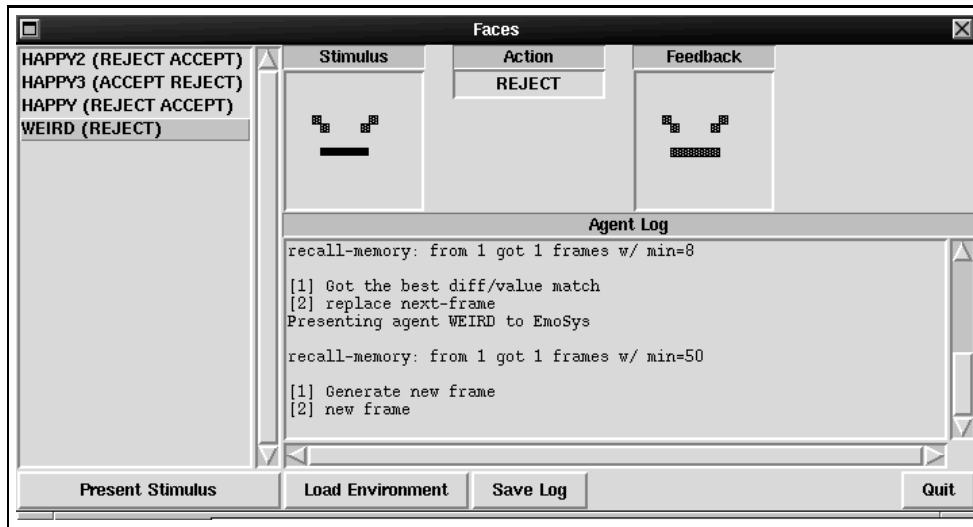 Faces
HAPPY2 (REJECT ACCEPT)
HAPPY3 (ACCEPT REJECT)
HAPPY (REJECT ACCEPT)
WEIRD (REJECT)
Stimulus
Action
Feedback
REJECT
Agent Log
recall-memory: from 1 got 1 frames w/ min=8
[1] Got the best diff/value match
[2] replace next-frame
Presenting agent WEIRD to EmoSys
recall-memory: from 1 got 1 frames w/ min=50
[1] Generate new frame
[2] new frame
Present Stimulus
Load Environment
Save Log
Quit